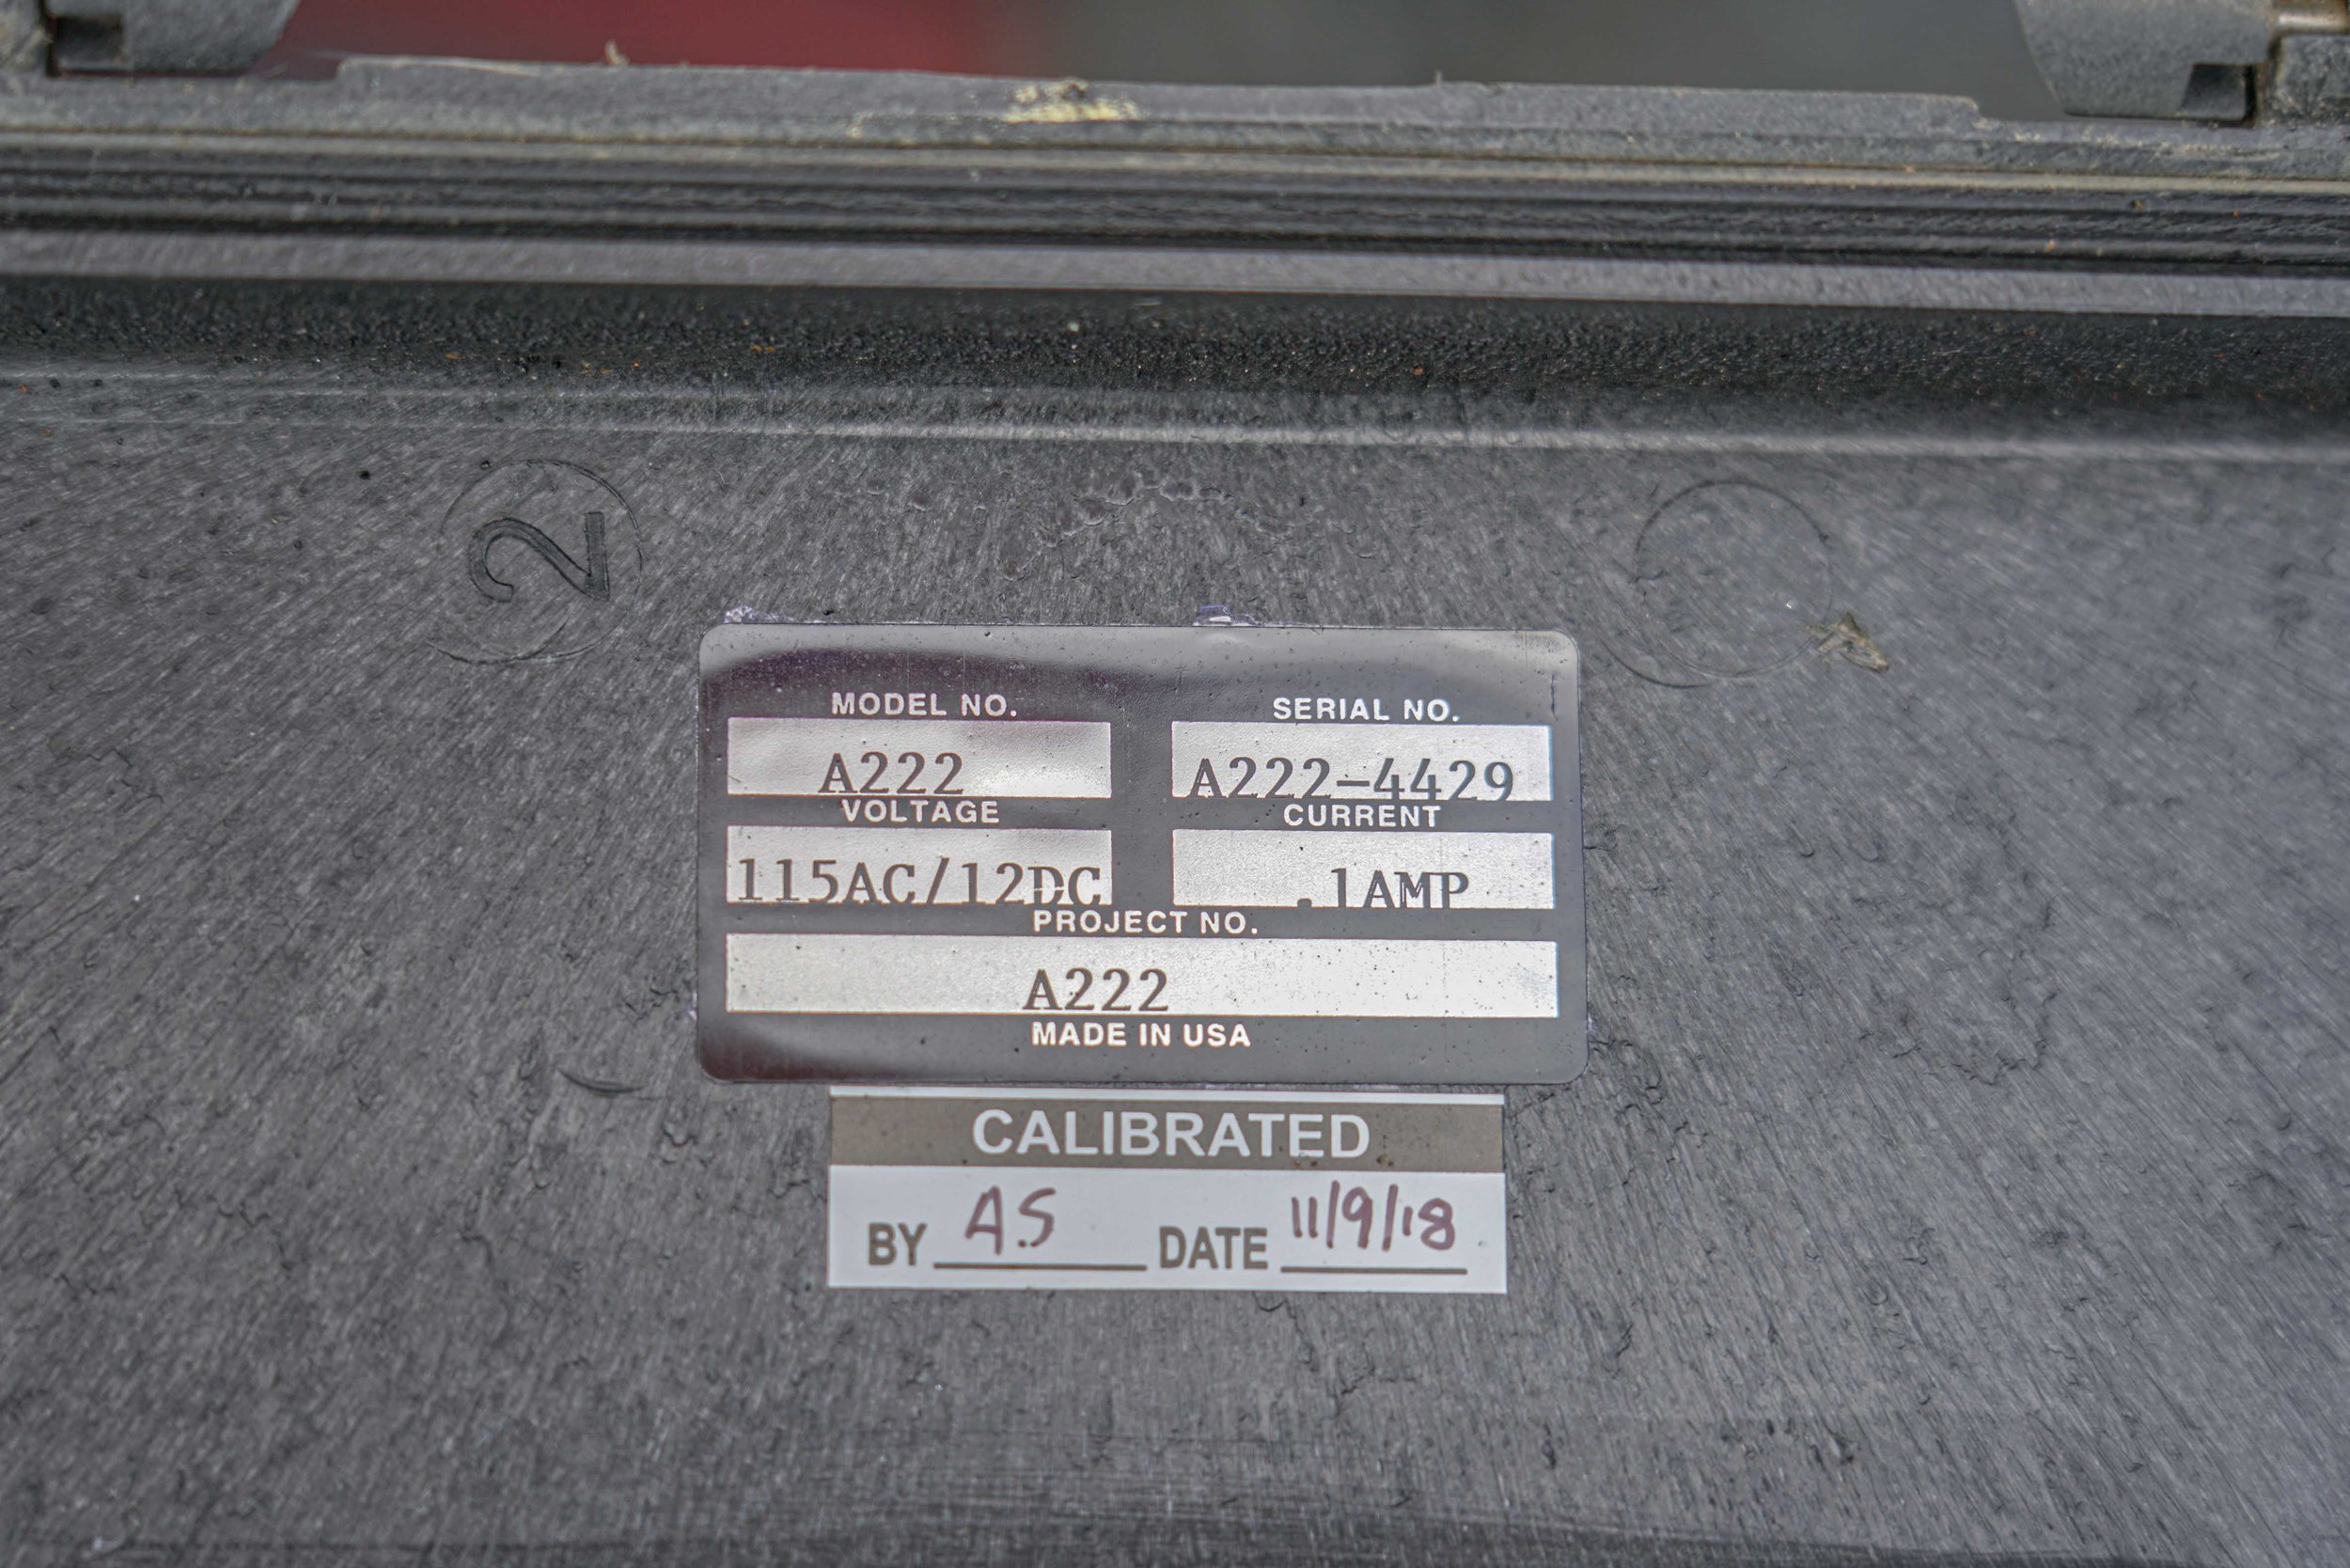 2
MODEL NO. SERIAL NO.
A222 A222-4429
VOLTAGE CURRENT
115AC/12DC .1AMP
PROJECT NO.
A222
MADE IN USA
CALIBRATED
BY A.S DATE 11/9/18